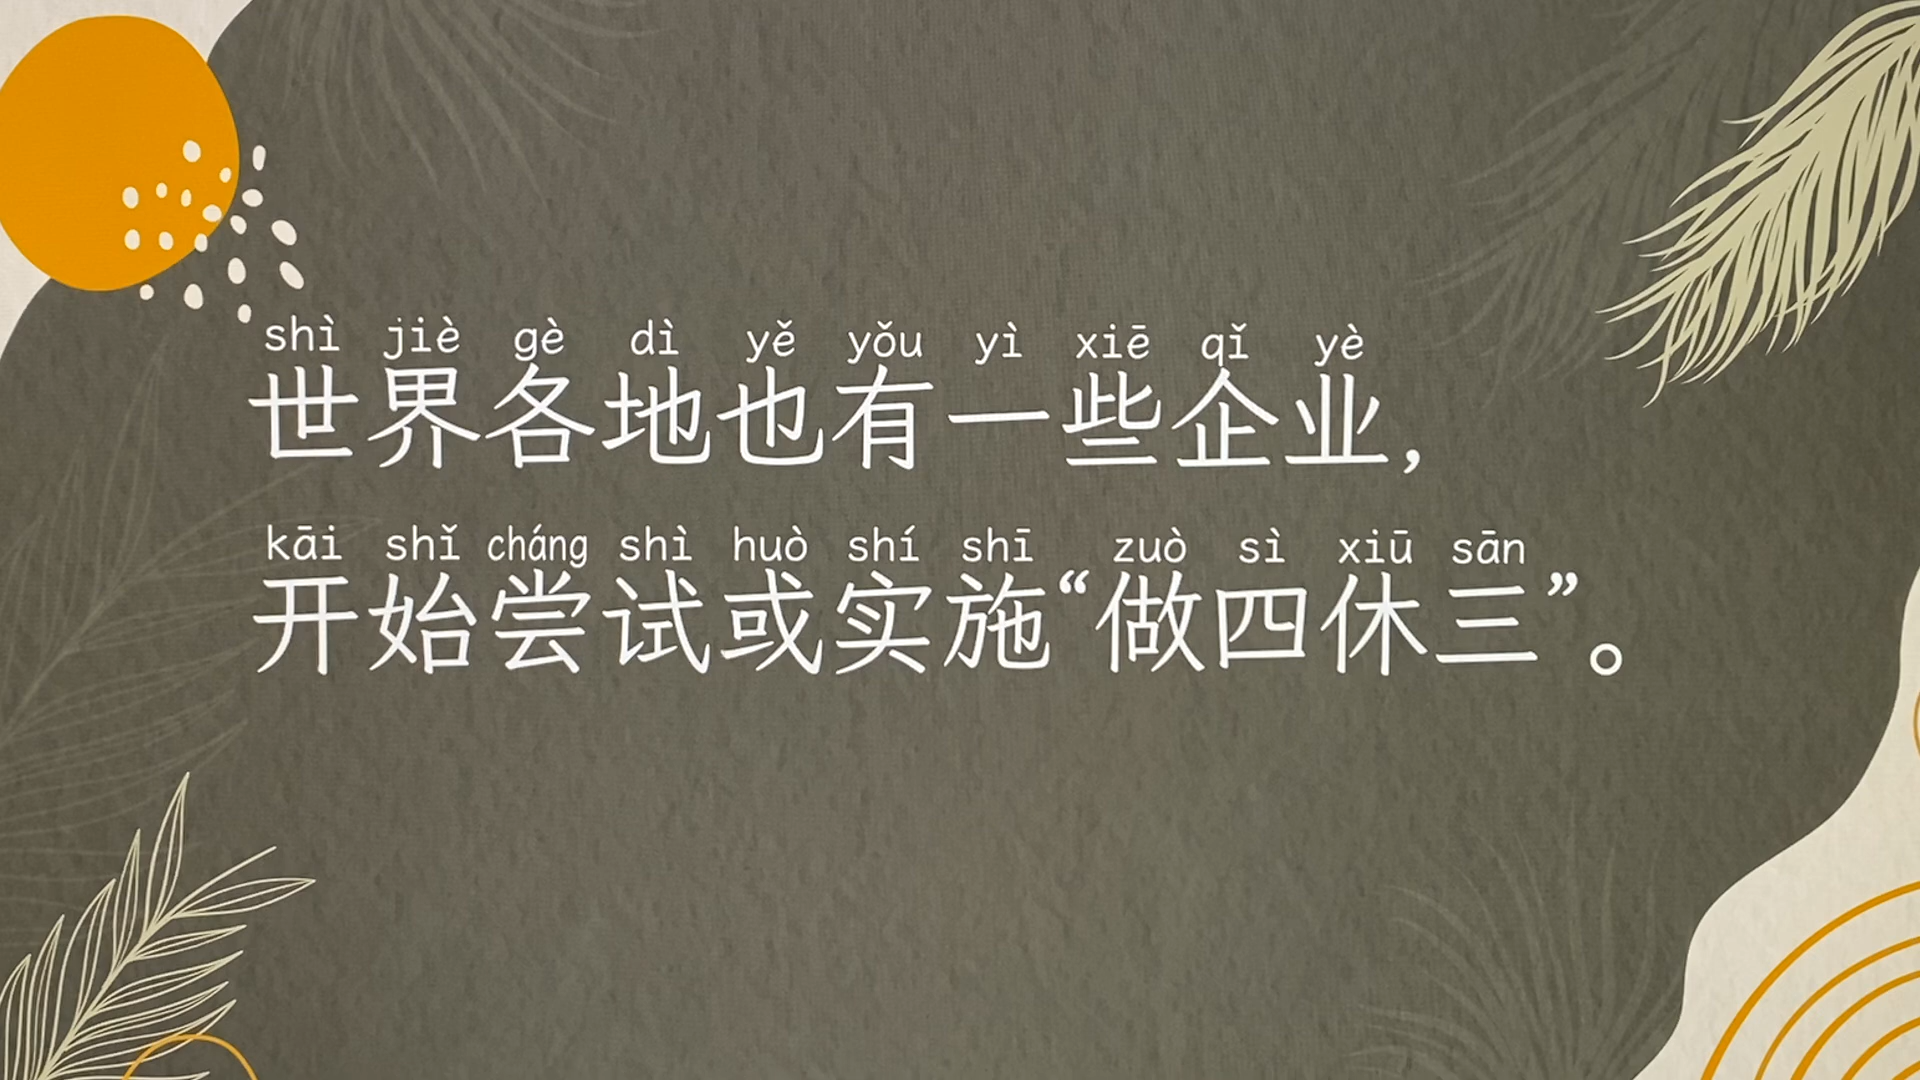 shì jiè gè dì yě yǒu yì xiē qǐ yè
世界各地也有一些企业，
kāi shǐ cháng shì huò shí shī zuò sì xiū sān
开始尝试或实施“做四休三”。